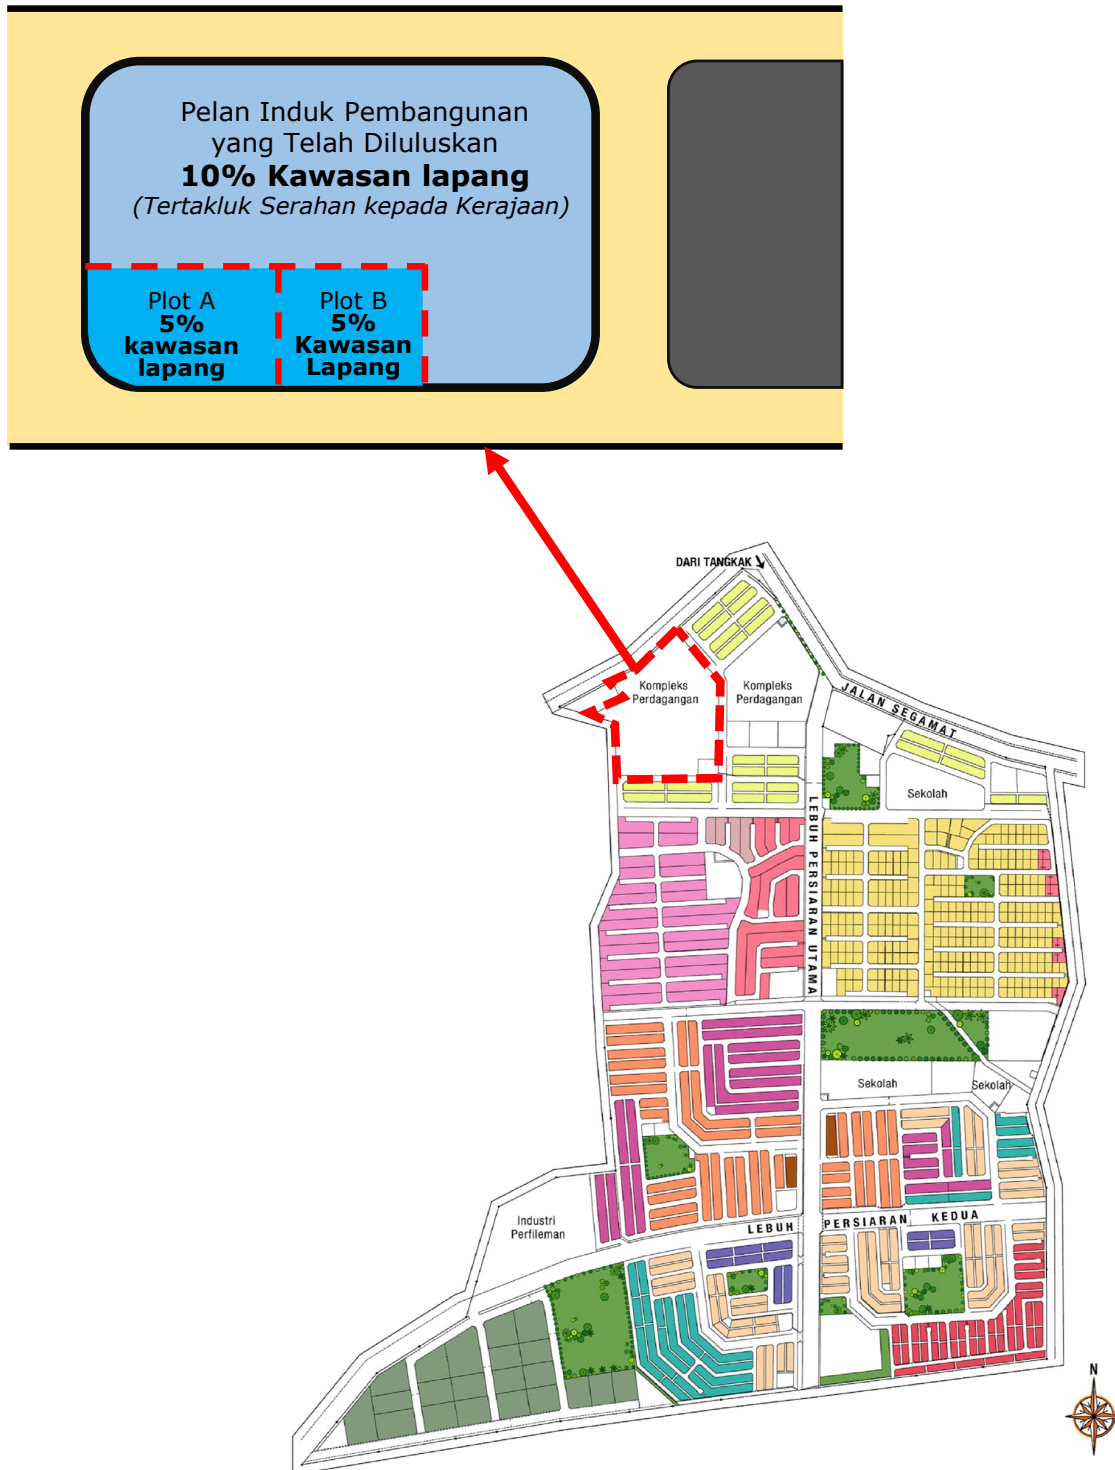 Pelan Induk Pembangunan
yang Telah Diluluskan
10% Kawasan lapang
(Tertakluk Serahan kepada Kerajaan)
Plot A
5%
kawasan
lapang
Plot B
5%
Kawasan
Lapang
DARI TANGKAK
Kompleks
Perdagangan
Kompleks
Perdagangan
JALAN SEGAMAT
Sekolah
LEBUH PERSIARAN UTAMA
Sekolah
Sekolah
Industri
Perfileman
LEBUH PERSIARAN KEDUA
N